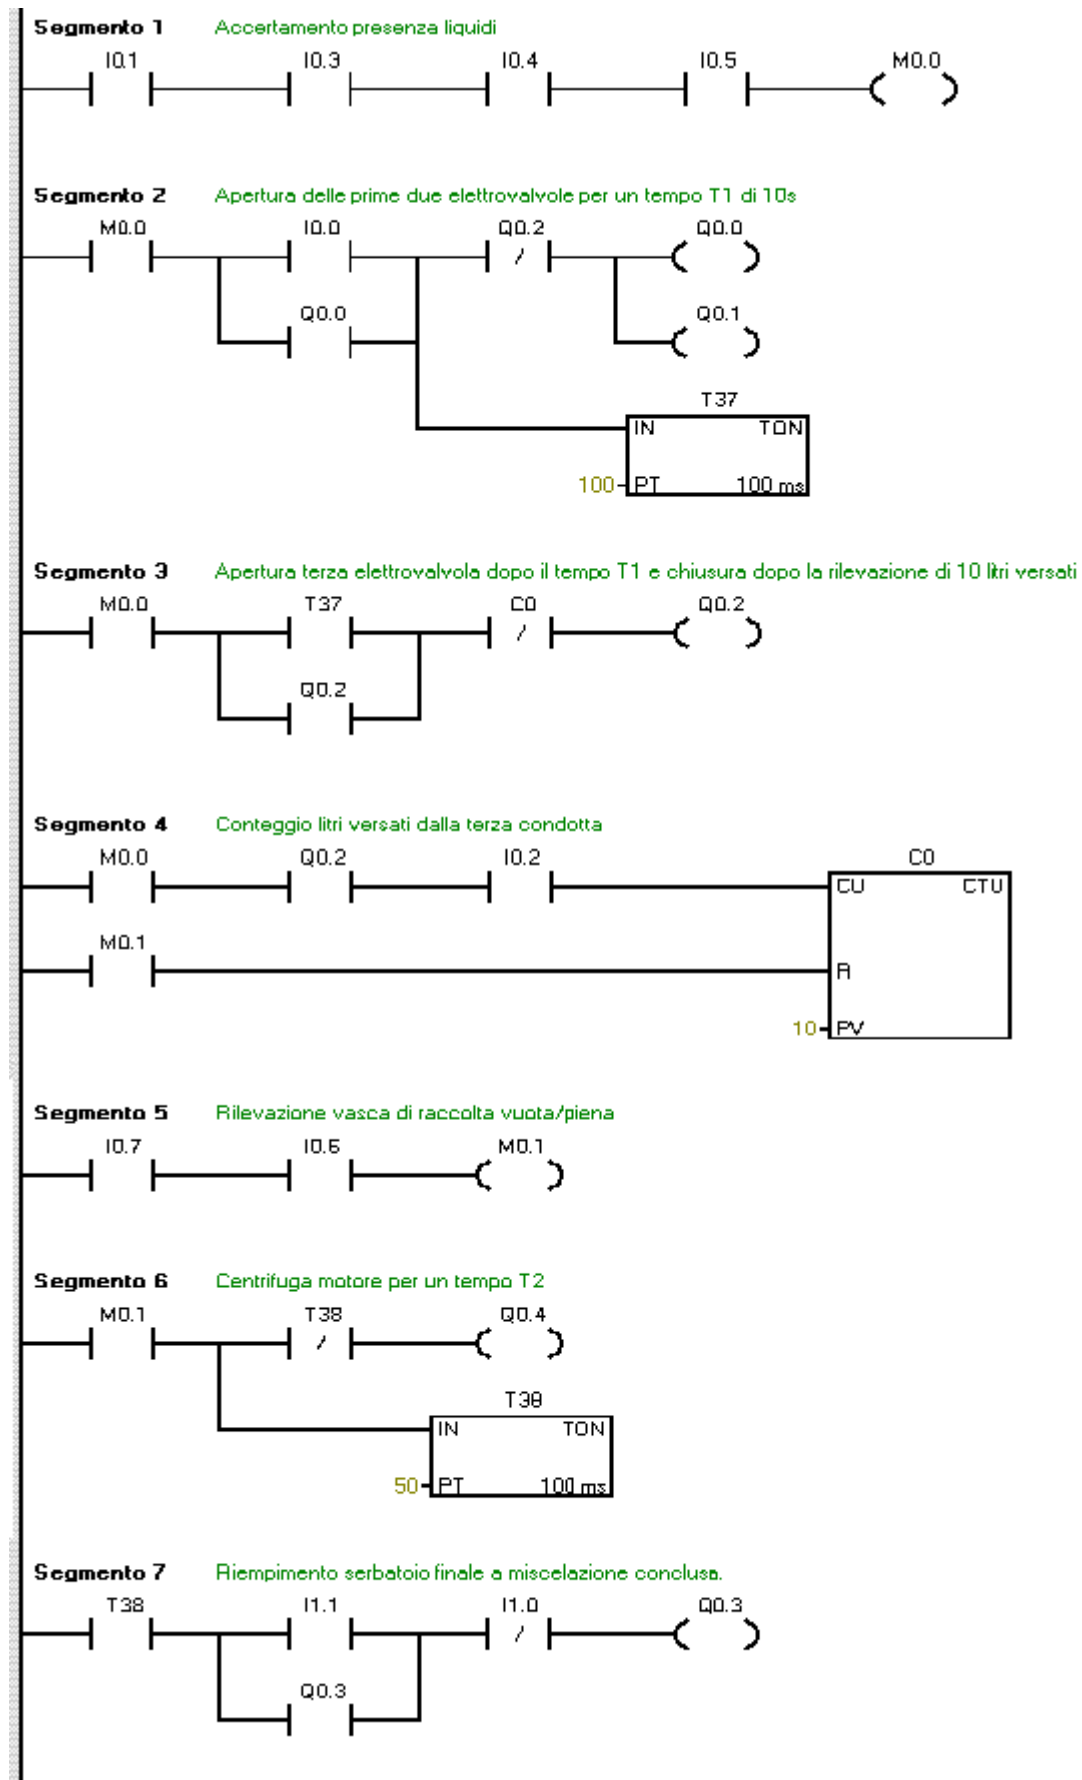 Segmento 1 Accertamento presenza liquidi
I0.1 I0.3 I0.4 I0.5 M0.0
Segmento 2 Apertura delle prime due elettrovalvole per un tempo T1 di 10s
M0.0 I0.0 Q0.2 Q0.0
/
Q0.0 Q0.1
T37
IN TON
100 PT 100 ms
Segmento 3 Apertura terza elettrovalvola dopo il tempo T1 e chiusura dopo la rilevazione di 10 litri versati
M0.0 T37 C0 Q0.2
/
Q0.2
Segmento 4 Conteggio litri versati dalla terza condotta
M0.0 Q0.2 I0.2 C0
CU CTU
M0.1
R
10 PV
Segmento 5 Rilevazione vasca di raccolta vuota/piena
I0.7 I0.6 M0.1
Segmento 6 Centrifuga motore per un tempo T2
M0.1 T38 Q0.4
/
T38
IN TON
50 PT 100 ms
Segmento 7 Riempimento serbatoio finale a miscelazione conclusa.
T38 I1.1 I1.0 Q0.3
/
Q0.3